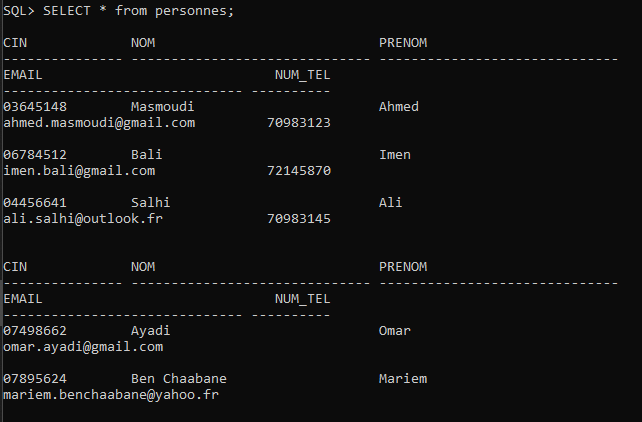 SQL> SELECT * from personnes;
CIN             NOM                            PRENOM
--------------- ------------------------------ ------------------------------
EMAIL                             NUM_TEL
------------------------------ ----------
03645148        Masmoudi                       Ahmed
ahmed.masmoudi@gmail.com         70983123
06784512        Bali                           Imen
imen.bali@gmail.com              72145870
04456641        Salhi                          Ali
ali.salhi@outlook.fr             70983145
CIN             NOM                            PRENOM
--------------- ------------------------------ ------------------------------
EMAIL                             NUM_TEL
------------------------------ ----------
07498662        Ayadi                          Omar
omar.ayadi@gmail.com
07895624        Ben Chaabane                   Mariem
mariem.benchaabane@yahoo.fr